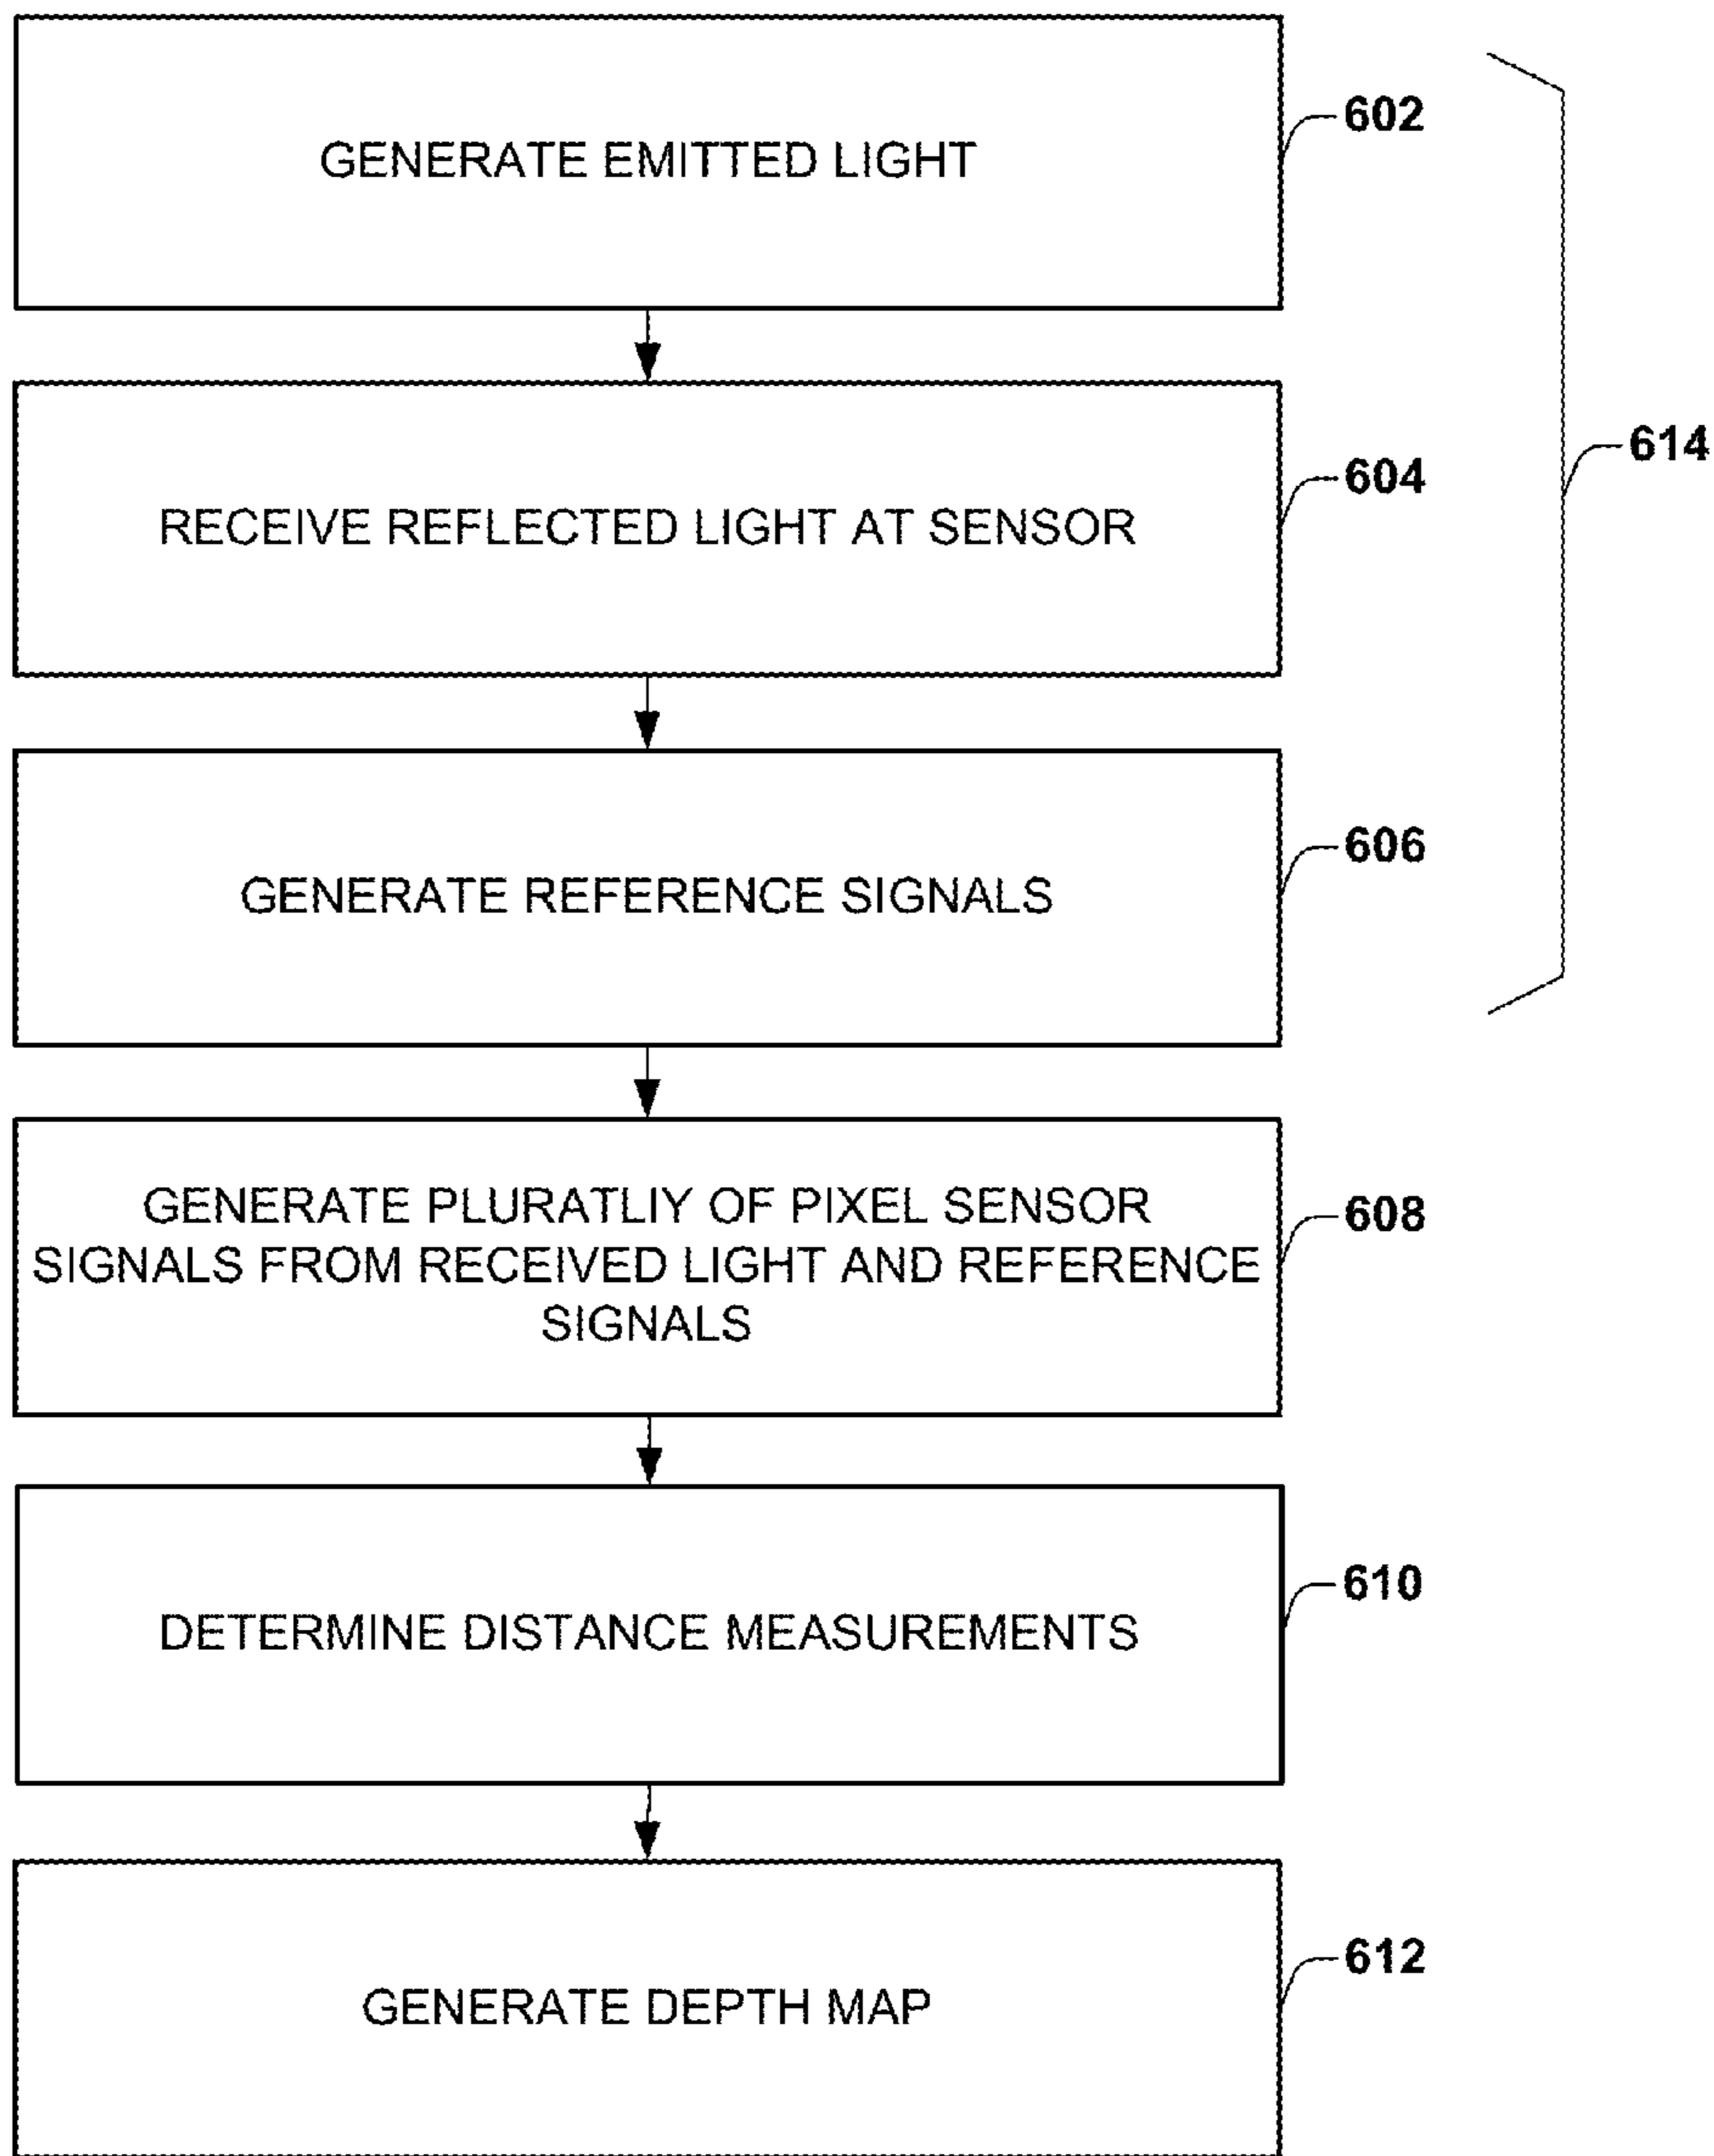 GENERATE EMITTED LIGHT
602
614
RECEIVE REFLECTED LIGHT AT SENSOR
604
GENERATE REFERENCE SIGNALS
606
GENERATE PLURATLIY OF PIXEL SENSOR
SIGNALS FROM RECEIVED LIGHT AND REFERENCE
SIGNALS
608
DETERMINE DISTANCE MEASUREMENTS
610
GENERATE DEPTH MAP
612